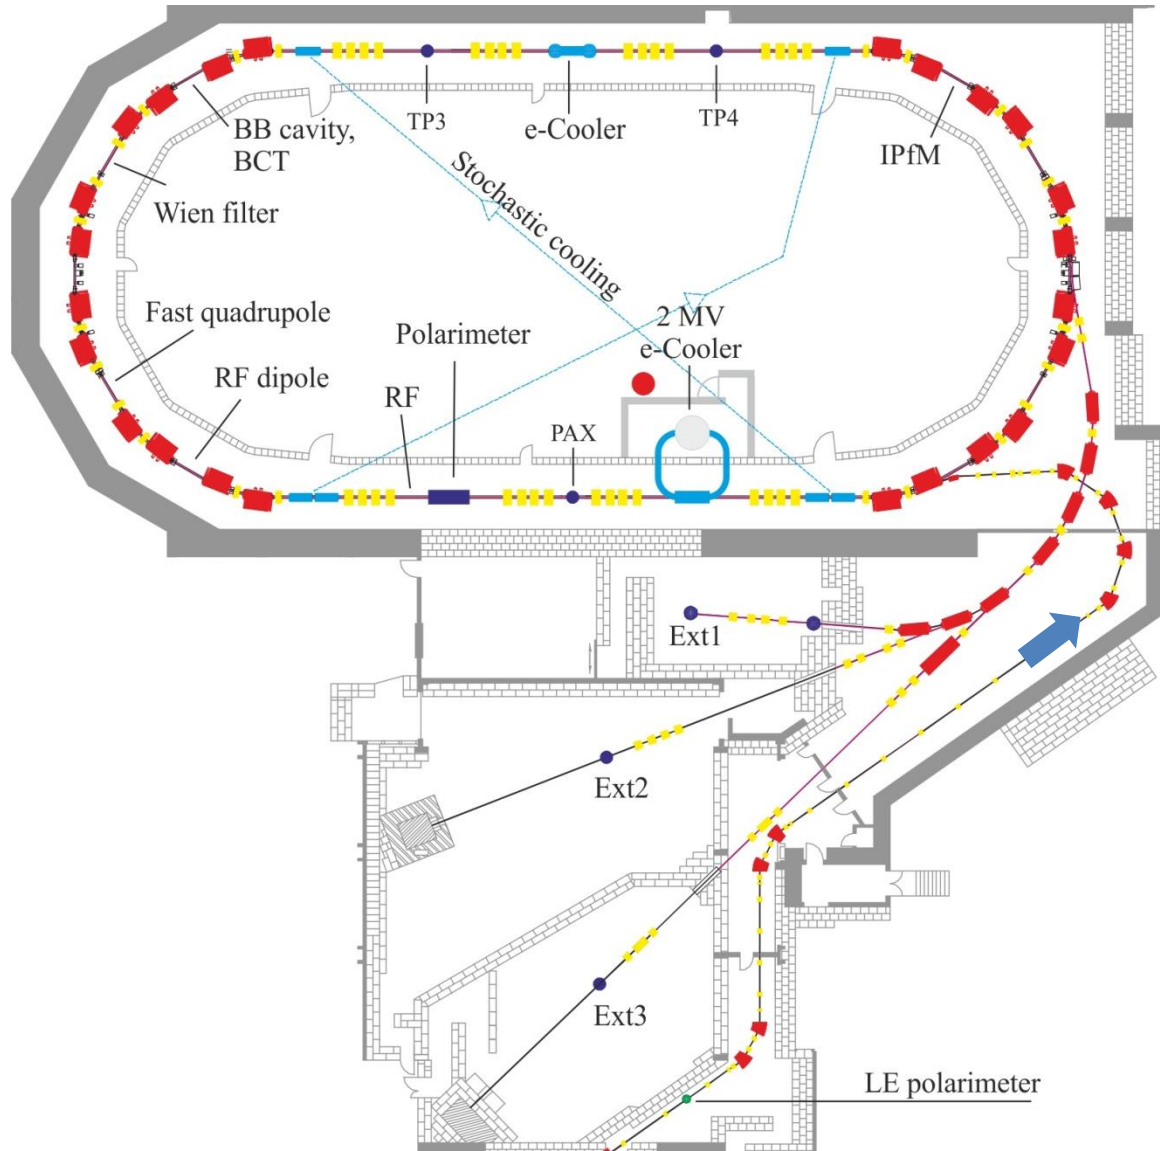 TP3
e-Cooler
TP4
BB cavity,
BCT
IPfM
Wien filter
Stochastic cooling
Fast quadrupole
2 MV
e-Cooler
Polarimeter
RF dipole
RF
PAX
Ext1
Ext2
Ext3
LE polarimeter